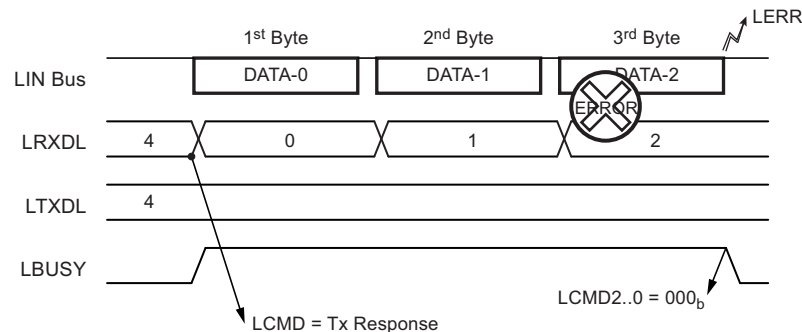 LERR
1st Byte 2nd Byte 3rd Byte
LIN Bus DATA-0 DATA-1 DATA-2
ERROR
LRXDL 4 0 1 2
LTXDL 4
LBUSY
LCMD2..0 = 000b
LCMD = Tx Response